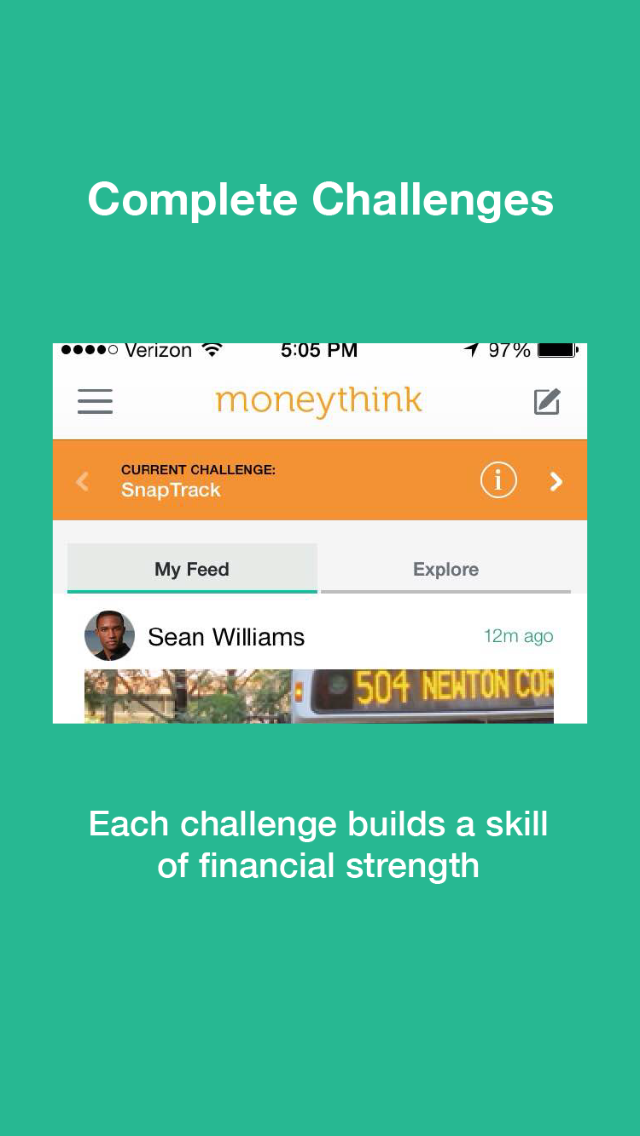 Complete Challenges
Verizon 5:05 PM 97%
moneythink
CURRENT CHALLENGE:
SnapTrack
My Feed Explore
Sean Williams 12m ago
504 NEWTON COR
Each challenge builds a skill
of financial strength